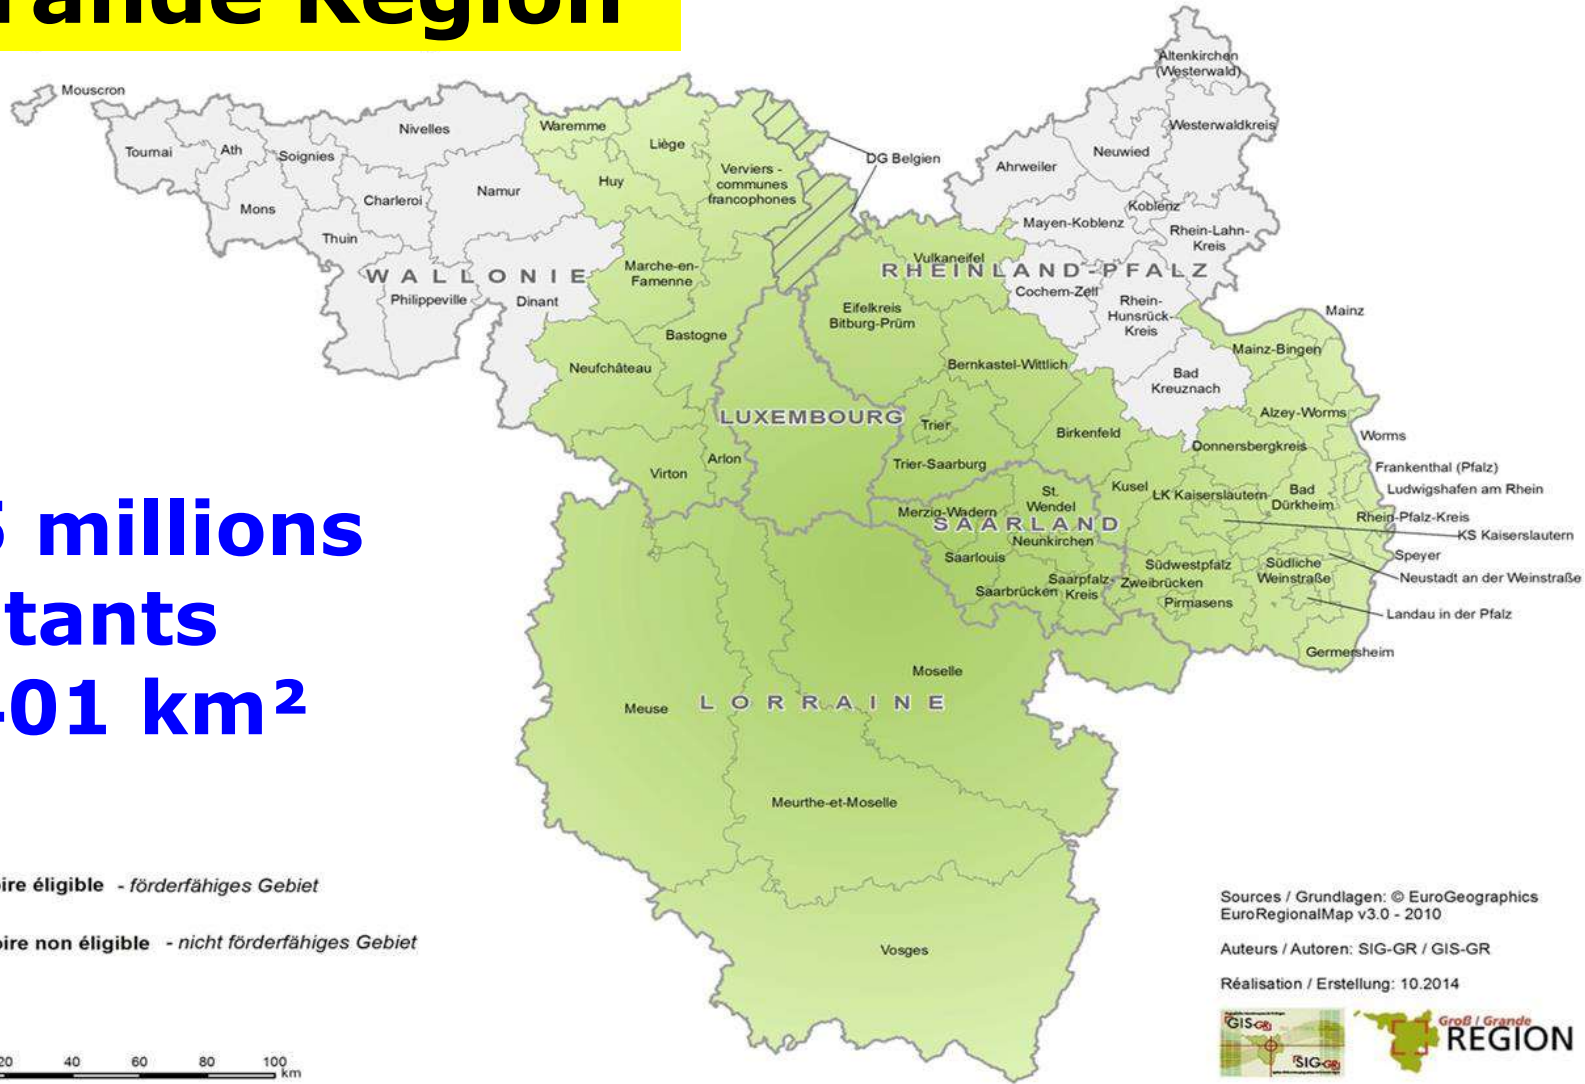 rande Région
Mouscron
Tournai
Ath
Soignies
Nivelles
Mons
Charleroi
Namur
Thuin
WALLONIE
Philippeville
Dinant
Waremme
Liège
Huy
Verviers -
communes
francophones
DG Belgien
Marche-en-
Famenne
Bastogne
Neufchâteau
Virton
Arlon
LUXEMBOURG
Altenkirchen
(Westerwald)
Westerwaldkreis
Neuwied
Ahrweiler
Koblenz
Mayen-Koblenz
Rhein-Lahn-
Kreis
Vulkaneifel
RHEINLAND-PFALZ
Cochem-Zell
Rhein-
Hunsrück-
Kreis
Eifelkreis
Bitburg-Prüm
Bernkastel-Wittlich
Bad
Kreuznach
Mainz
Mainz-Bingen
Alzey-Worms
Worms
Trier
Birkenfeld
Donnersbergkreis
Trier-Saarburg
Frankenthal (Pfalz)
Ludwigshafen am Rhein
Kusel
LK Kaiserslautern
Bad
Dürkheim
Rhein-Pfalz-Kreis
KS Kaiserslautern
Speyer
Neustadt an der Weinstraße
Landau in der Pfalz
Südwestpfalz
Südliche
Weinstraße
Zweibrücken
Pirmasens
Germersheim
Merzig-Wadern
St.
Wendel
SAARLAND
Neunkirchen
Saarlouis
Saarbrücken
Saarpfalz-
Kreis
Moselle
LORRAINE
Meuse
Meurthe-et-Moselle
Vosges
5 millions
tants
401 km²
ire éligible - förderfähiges Gebiet
ire non éligible - nicht förderfähiges Gebiet
20 40 60 80 100
km
Sources / Grundlagen: © EuroGeographics
EuroRegionalMap v3.0 - 2010
Auteurs / Autoren: SIG-GR / GIS-GR
Réalisation / Erstellung: 10.2014
GIS-GR
SIG-GR
Groß / Grande
REGION